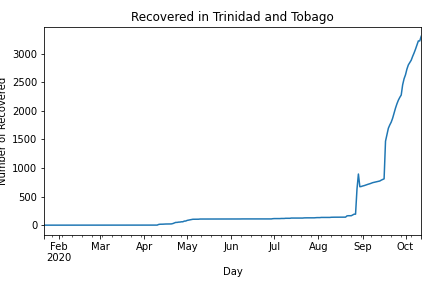 Recovered in Trinidad and Tobago
Number of Recovered
3000
2500
2000
1500
1000
500
0
Feb Mar Apr May Jun Jul Aug Sep Oct
2020
Day